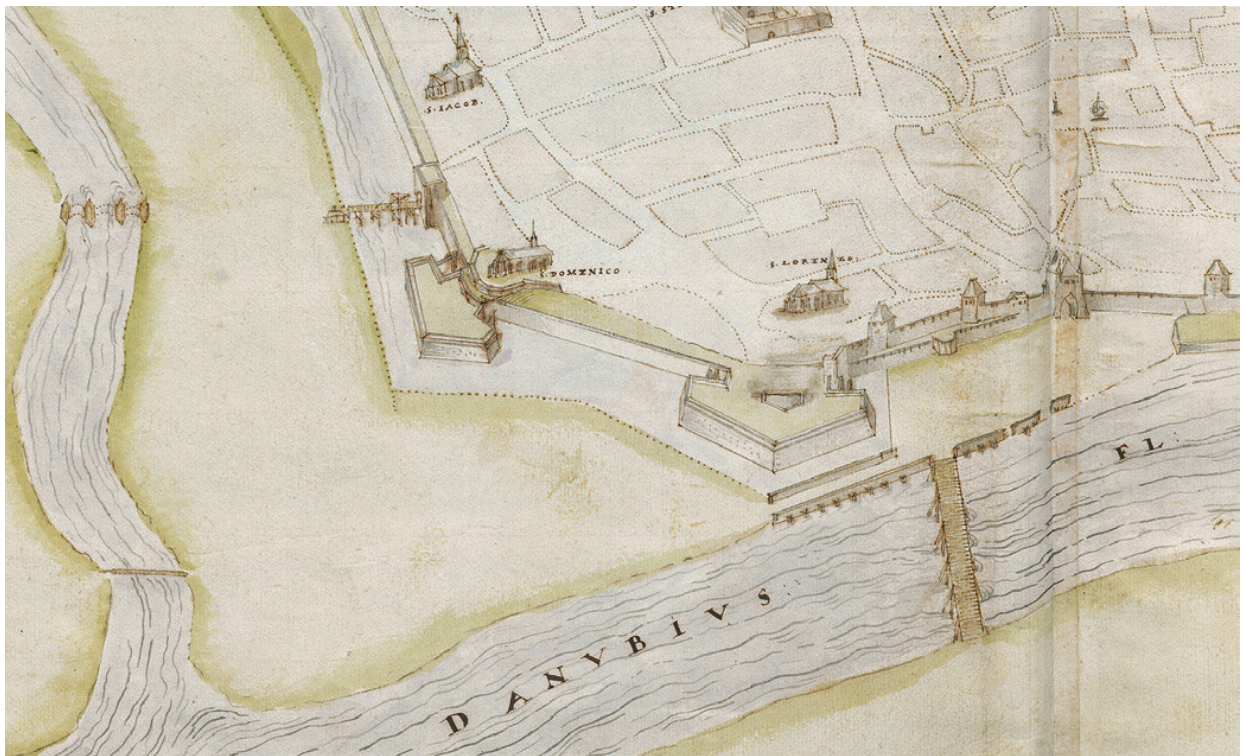 S. IACOB.
S. DOMENICO
S. LORENZO.
FL:
DANVBIVS: